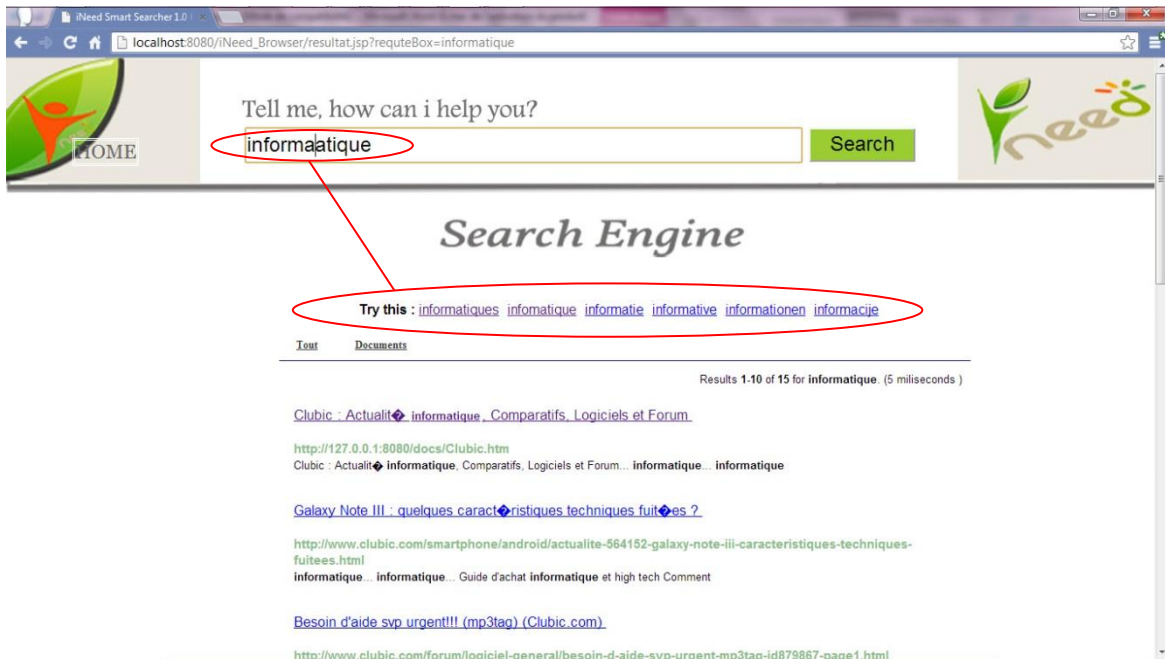 iNeed Smart Searcher 1.0
localhost:8080/iNeed_Browser/resultat.jsp?requteBox=informatique
Tell me, how can i help you?
HOME
informaatique
Search
need
Search Engine
Try this : informatiques infomatique informatie informative informationen informacije
Tout Documents
Results 1-10 of 15 for informatique. (5 miliseconds )
Clubic : Actualit� informatique , Comparatifs, Logiciels et Forum
http://127.0.0.1:8080/docs/Clubic.htm
Clubic : Actualit� informatique, Comparatifs, Logiciels et Forum... informatique... informatique
Galaxy Note III : quelques caract�ristiques techniques fuit�es ?
http://www.clubic.com/smartphone/android/actualite-564152-galaxy-note-iii-caracteristiques-techniques-
fuitees.html
informatique... informatique... Guide d'achat informatique et high tech Comment
Besoin d'aide svp urgent!!! (mp3tag) (Clubic.com)
http://www.clubic.com/forum/logiciel-general/besoin-d-aide-svp-urgent-mp3tag-id879867-page1.html